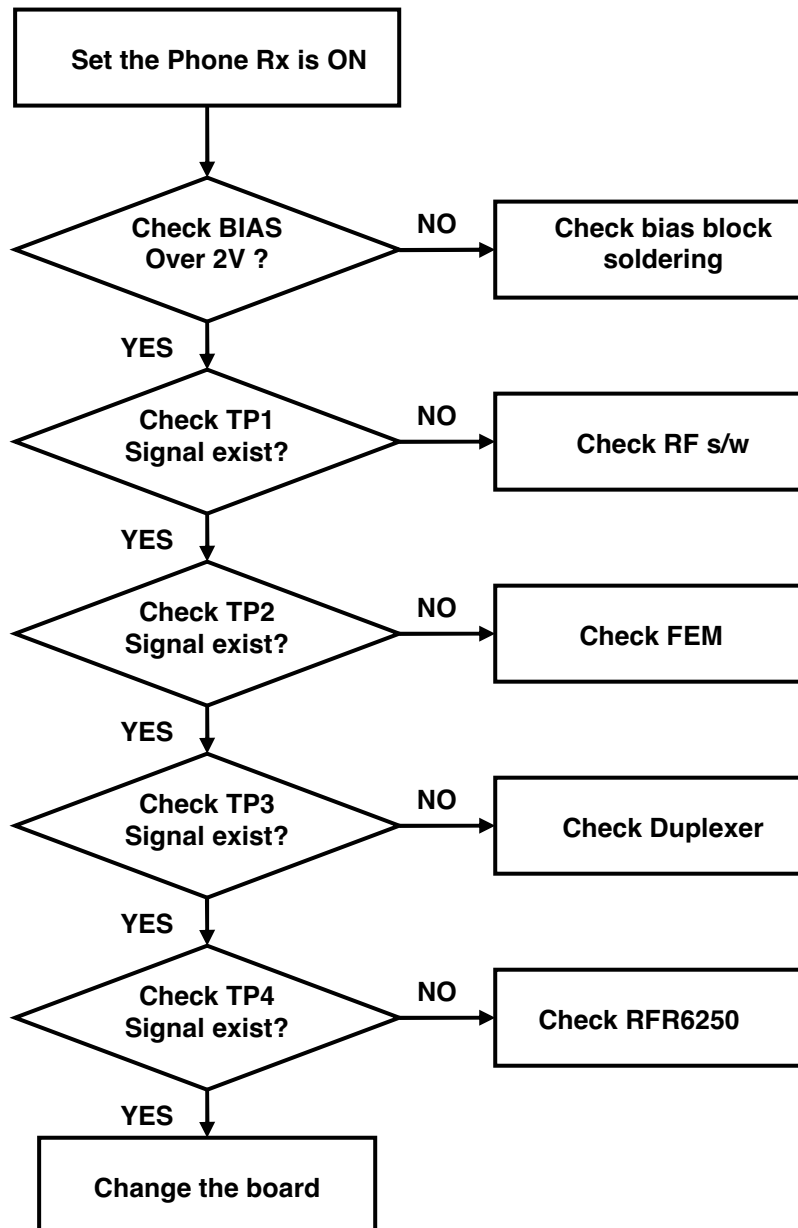 Set the Phone Rx is ON
Check BIAS
Over 2V ?
NO
Check bias block
soldering
YES
Check TP1
Signal exist?
NO
Check RF s/w
YES
Check TP2
Signal exist?
NO
Check FEM
YES
Check TP3
Signal exist?
NO
Check Duplexer
YES
Check TP4
Signal exist?
NO
Check RFR6250
YES
Change the board